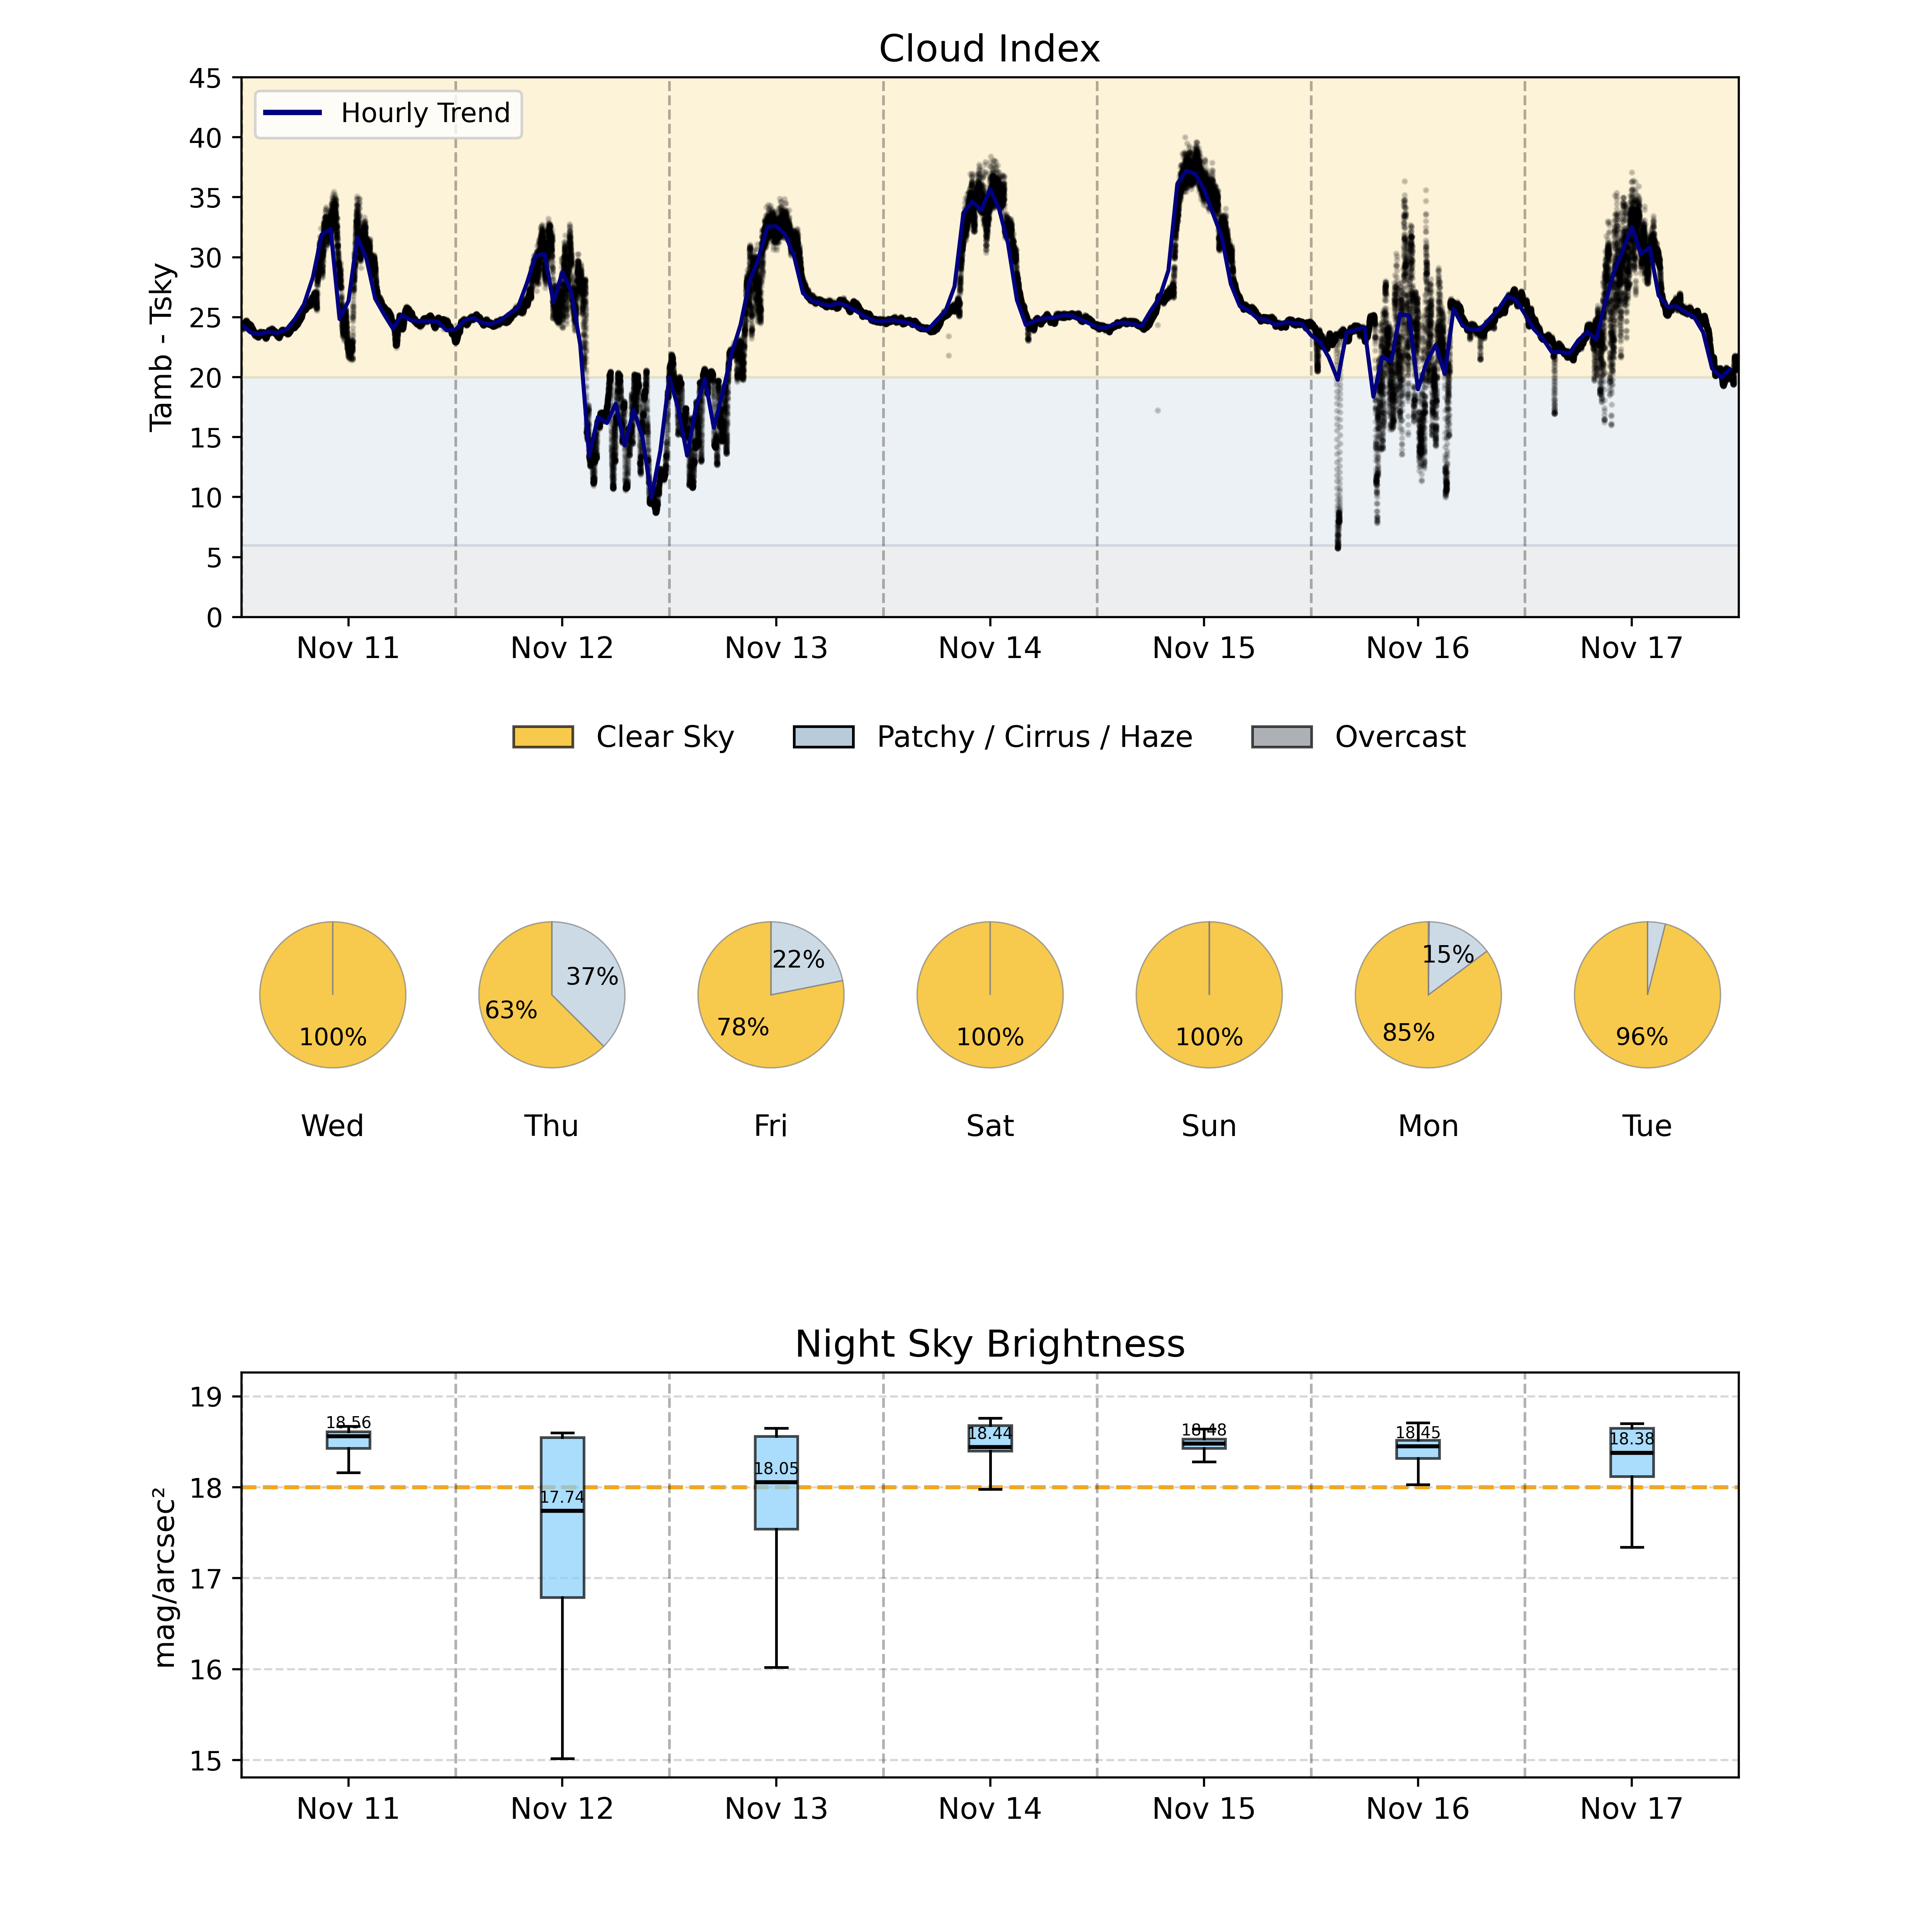 Cloud Index
45
40
35
30
25
20
15
10
5
0
Tamb - Tsky
Hourly Trend
Nov 11 Nov 12 Nov 13 Nov 14 Nov 15 Nov 16 Nov 17
Clear Sky Patchy / Cirrus / Haze Overcast
100% 63% 37% 78% 22% 100% 100% 85% 15% 96%
Wed Thu Fri Sat Sun Mon Tue
Night Sky Brightness
19
18
17
16
15
mag/arcsec²
18.56 17.74 18.05 18.44 18.48 18.45 18.38
Nov 11 Nov 12 Nov 13 Nov 14 Nov 15 Nov 16 Nov 17